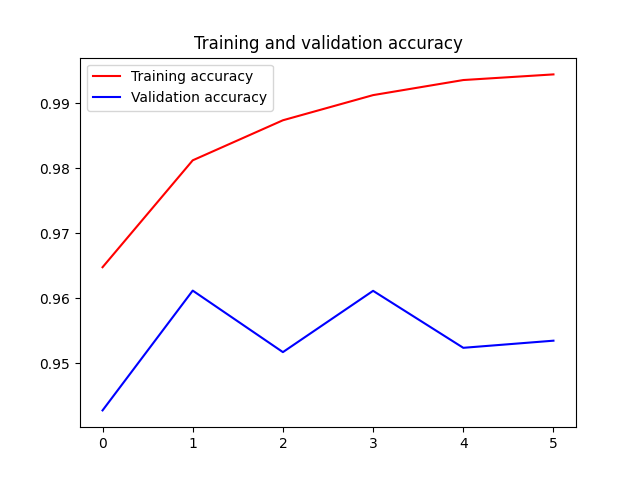 Training and validation accuracy
Training accuracy
Validation accuracy
0.99
0.98
0.97
0.96
0.95
0 1 2 3 4 5